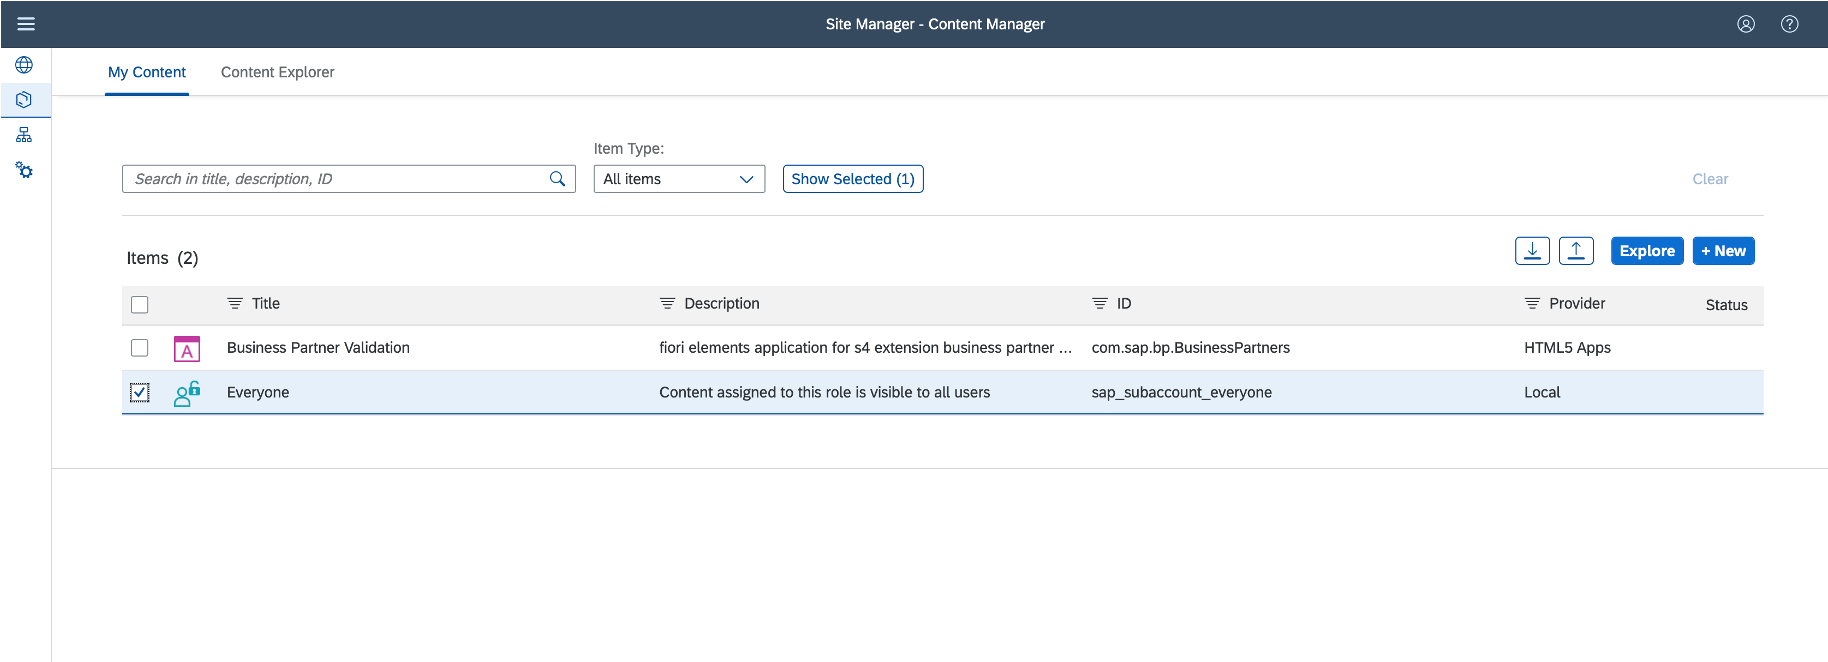 Site Manager - Content Manager
My Content
Content Explorer
Item Type:
Search in title, description, ID
All items
Show Selected (1)
Clear
Items (2)
Explore
+ New
Title
Description
ID
Provider
Status
A
Business Partner Validation
fiori elements application for s4 extension business partner ...
com.sap.bp.BusinessPartners
HTML5 Apps
Everyone
Content assigned to this role is visible to all users
sap_subaccount_everyone
Local